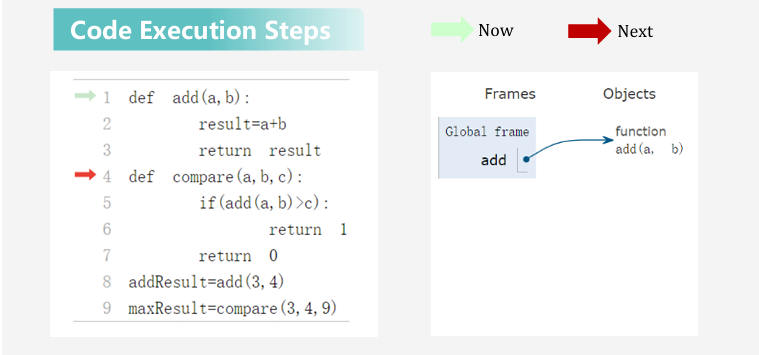 Code Execution Steps
Now
Next
1 def add(a,b):
2 result=a+b
3 return result
4 def compare(a,b,c):
5 if(add(a,b)>c):
6 return 1
7 return 0
8 addResult=add(3,4)
9 maxResult=compare(3,4,9)
Frames Objects
Global frame
add
function
add(a, b)